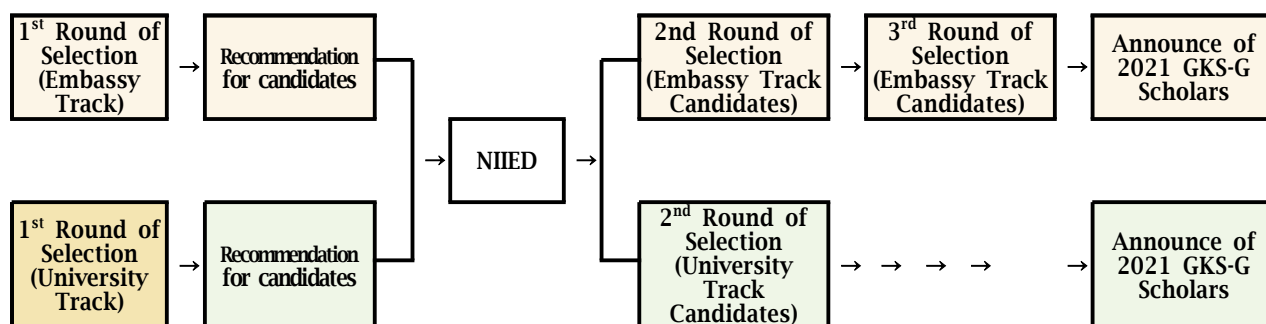 1st Round of
Selection
(Embassy
Track)
→
Recommendation
for candidates
→
NIIED
→
2nd Round of
Selection
(Embassy Track
Candidates)
→
3rd Round of
Selection
(Embassy Track
Candidates)
→
Announce of
2021 GKS-G
Scholars
1st Round of
Selection
(University
Track)
→
Recommendation
for candidates
2nd Round of
Selection
(University
Track
Candidates)
→ → → → →
Announce of
2021 GKS-G
Scholars